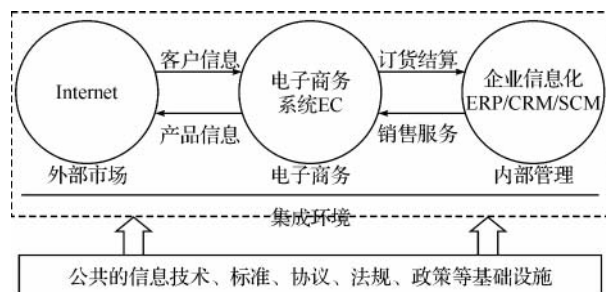 客户信息
订货结算
Internet
电子商务
系统EC
企业信息化
ERP/CRM/SCM
产品信息
销售服务
外部市场
电子商务
内部管理
集成环境
公共的信息技术、标准、协议、法规、政策等基础设施